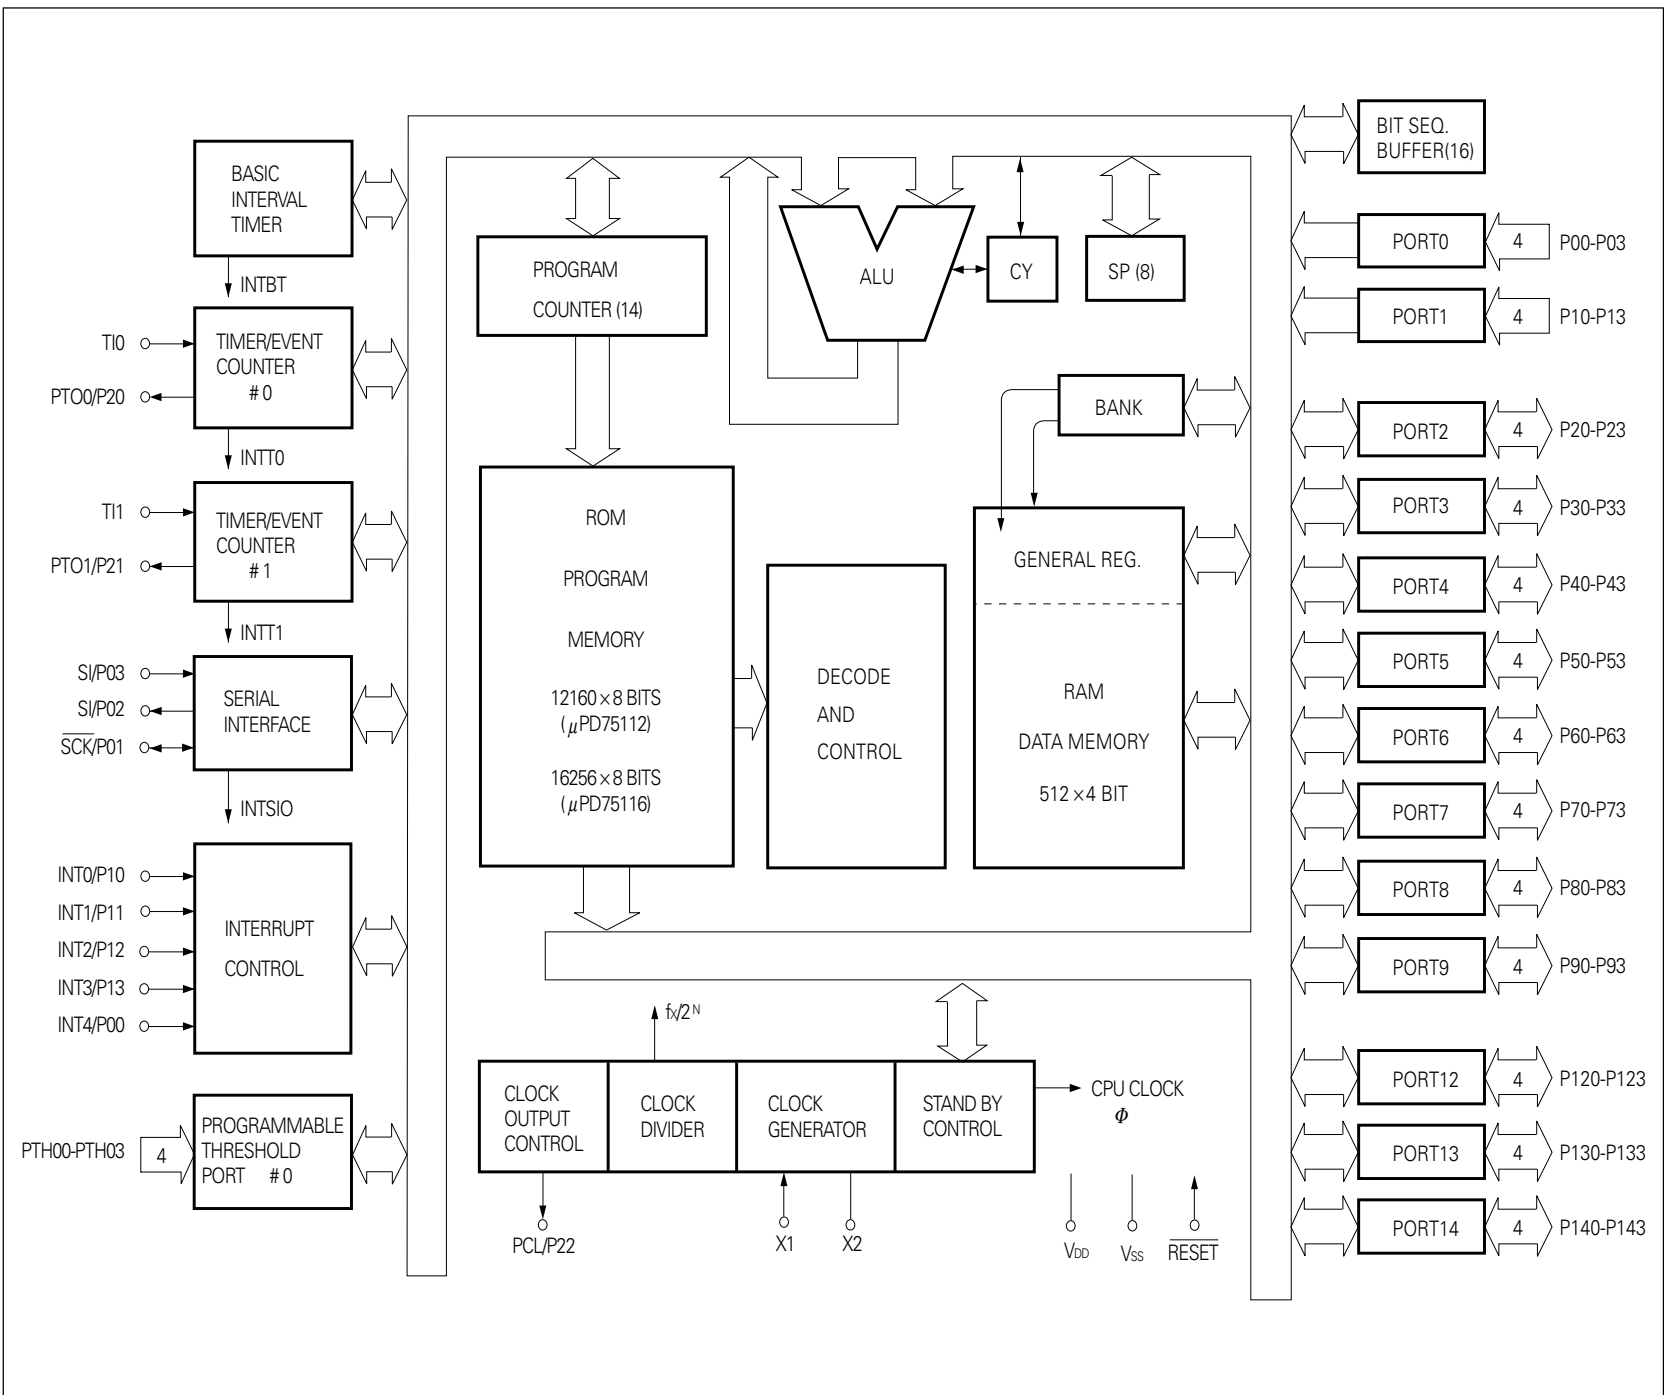 BASIC
INTERVAL
TIMER
INTBT
TI0
PTO0/P20
TIMER/EVENT
COUNTER
#0
INTT0
TI1
PTO1/P21
TIMER/EVENT
COUNTER
#1
INTT1
SI/P03
SI/P02
SCK/P01
SERIAL
INTERFACE
INTSIO
INT0/P10
INT1/P11
INT2/P12
INT3/P13
INT4/P00
INTERRUPT
CONTROL
PTH00-PTH03
4
PROGRAMMABLE
THRESHOLD
PORT #0
PROGRAM
COUNTER (14)
ALU
CY
SP (8)
BANK
ROM
PROGRAM
MEMORY
12160×8 BITS
(μPD75112)
16256×8 BITS
(μPD75116)
DECODE
AND
CONTROL
GENERAL REG.
RAM
DATA MEMORY
512×4 BIT
fx/2ᴺ
CLOCK
OUTPUT
CONTROL
CLOCK
DIVIDER
CLOCK
GENERATOR
STAND BY
CONTROL
CPU CLOCK
Φ
PCL/P22
X1
X2
VDD
VSS
RESET
BIT SEQ.
BUFFER(16)
PORT0
4
P00-P03
PORT1
4
P10-P13
PORT2
4
P20-P23
PORT3
4
P30-P33
PORT4
4
P40-P43
PORT5
4
P50-P53
PORT6
4
P60-P63
PORT7
4
P70-P73
PORT8
4
P80-P83
PORT9
4
P90-P93
PORT12
4
P120-P123
PORT13
4
P130-P133
PORT14
4
P140-P143